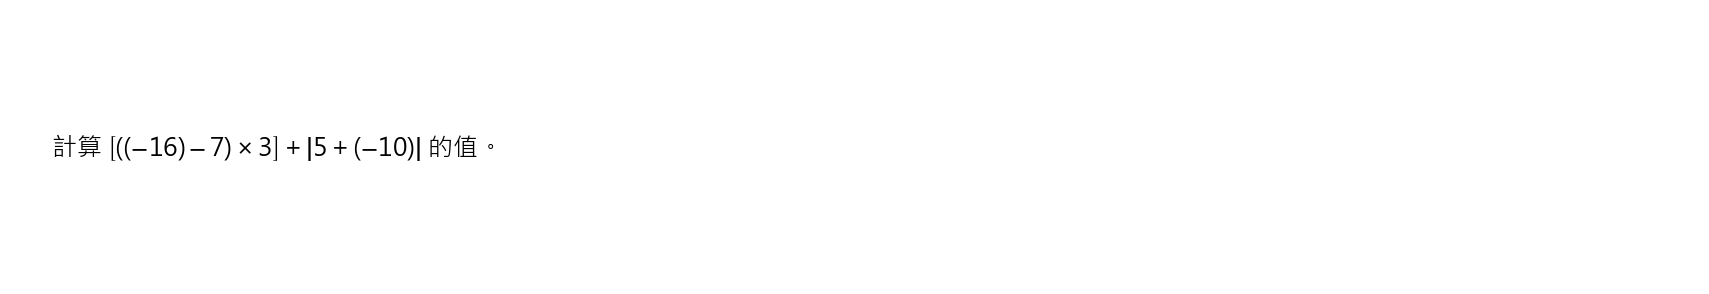 計算 [((−16) − 7) × 3] + |5 + (−10)| 的值。